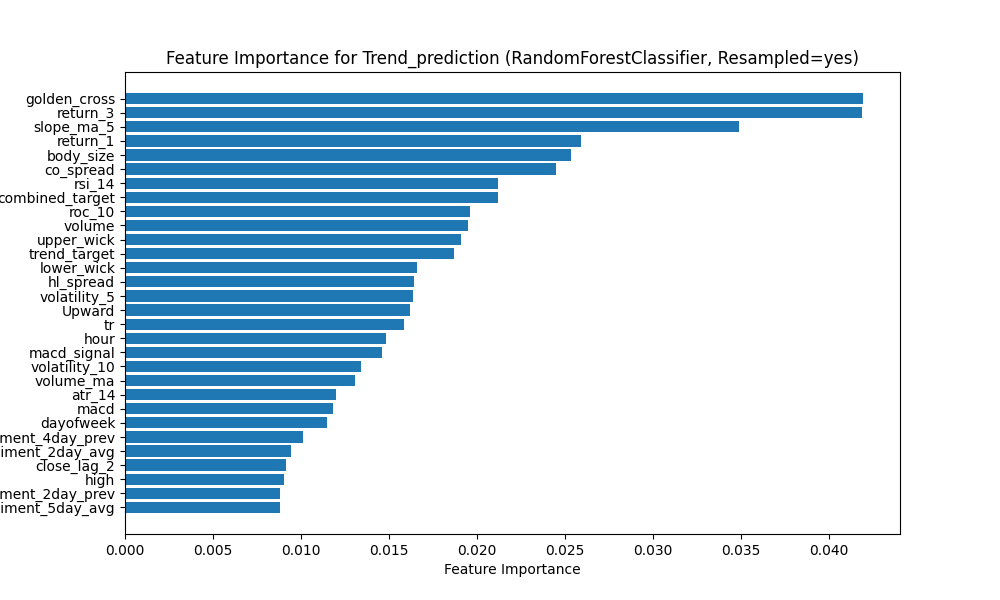 Feature Importance for Trend_prediction (RandomForestClassifier, Resampled=yes)
golden_cross
return_3
slope_ma_5
return_1
body_size
co_spread
rsi_14
combined_target
roc_10
volume
upper_wick
trend_target
lower_wick
hl_spread
volatility_5
Upward
tr
hour
macd_signal
volatility_10
volume_ma
atr_14
macd
dayofweek
ment_4day_prev
iment_2day_avg
close_lag_2
high
ment_2day_prev
iment_5day_avg
0.000 0.005 0.010 0.015 0.020 0.025 0.030 0.035 0.040
Feature Importance